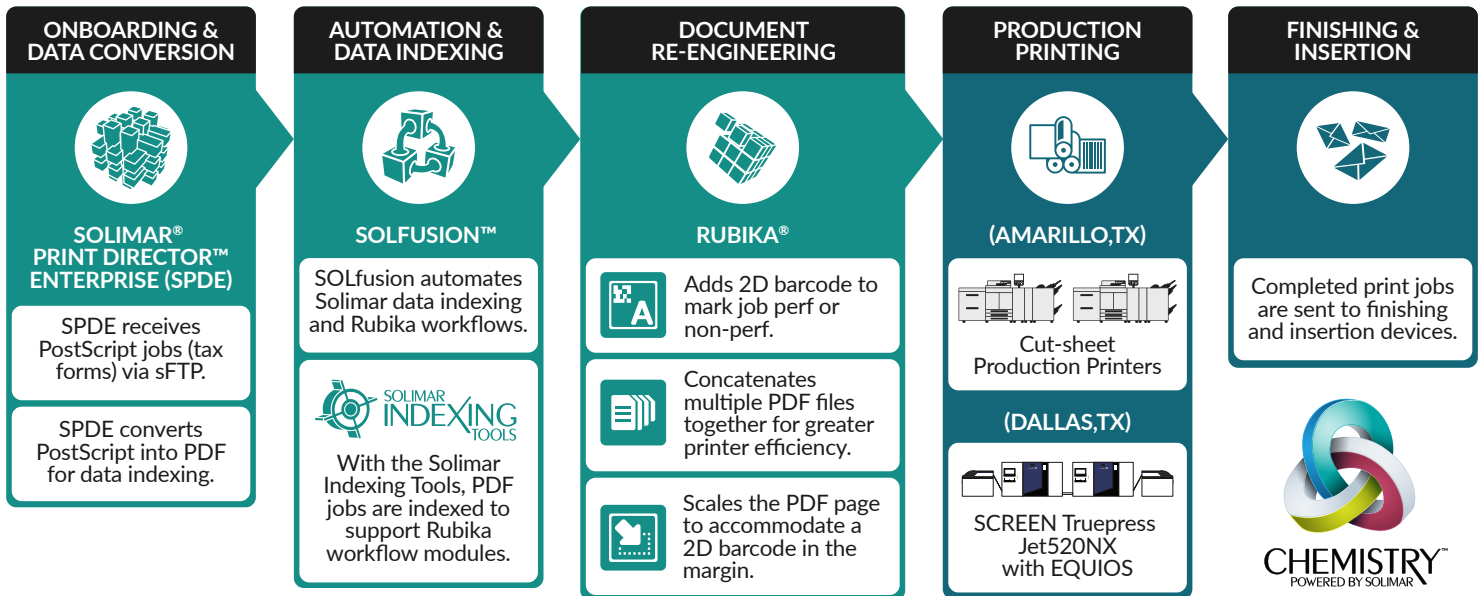 ONBOARDING &
DATA CONVERSION
SOLIMAR®
PRINT DIRECTOR™
ENTERPRISE (SPDE)
SPDE receives
PostScript jobs (tax
forms) via sFTP.
SPDE converts
PostScript into PDF
for data indexing.
AUTOMATION &
DATA INDEXING
SOLFUSION™
SOLfusion automates
Solimar data indexing
and Rubika workflows.
SOLIMAR
INDEXING
TOOLS
With the Solimar
Indexing Tools, PDF
jobs are indexed to
support Rubika
workflow modules.
DOCUMENT
RE-ENGINEERING
RUBIKA®
A
Adds 2D barcode to
mark job perf or
non-perf.
Concatenates
multiple PDF files
together for greater
printer efficiency.
Scales the PDF page
to accommodate a
2D barcode in the
margin.
PRODUCTION
PRINTING
(AMARILLO,TX)
Cut-sheet
Production Printers
(DALLAS,TX)
SCREEN Truepress
Jet520NX
with EQUIOS
FINISHING &
INSERTION
Completed print jobs
are sent to finishing
and insertion devices.
CHEMISTRY™
POWERED BY SOLIMAR